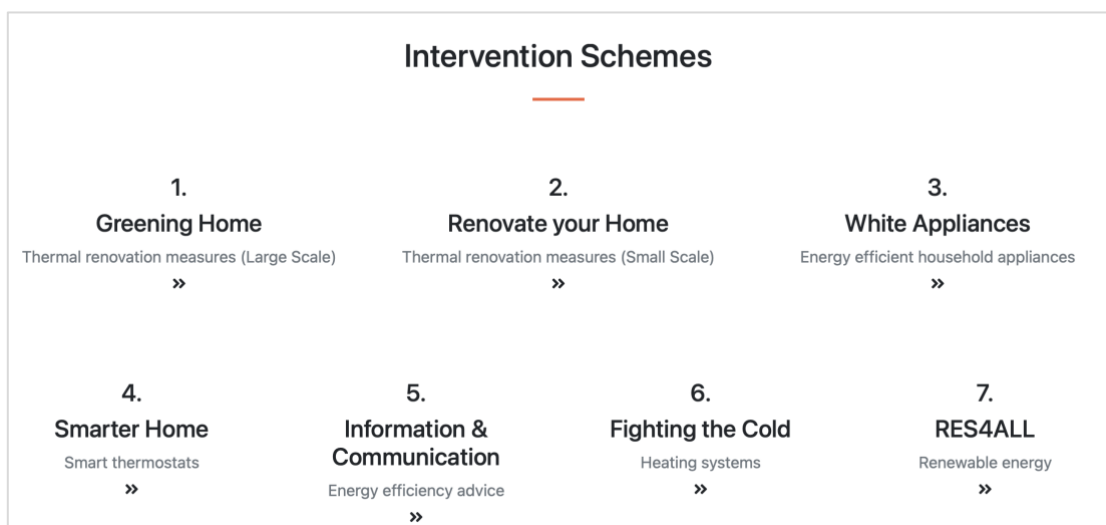 Intervention Schemes
1.
Greening Home
Thermal renovation measures (Large Scale)
»
2.
Renovate your Home
Thermal renovation measures (Small Scale)
»
3.
White Appliances
Energy efficient household appliances
»
4.
Smarter Home
Smart thermostats
»
5.
Information &
Communication
Energy efficiency advice
»
6.
Fighting the Cold
Heating systems
»
7.
RES4ALL
Renewable energy
»